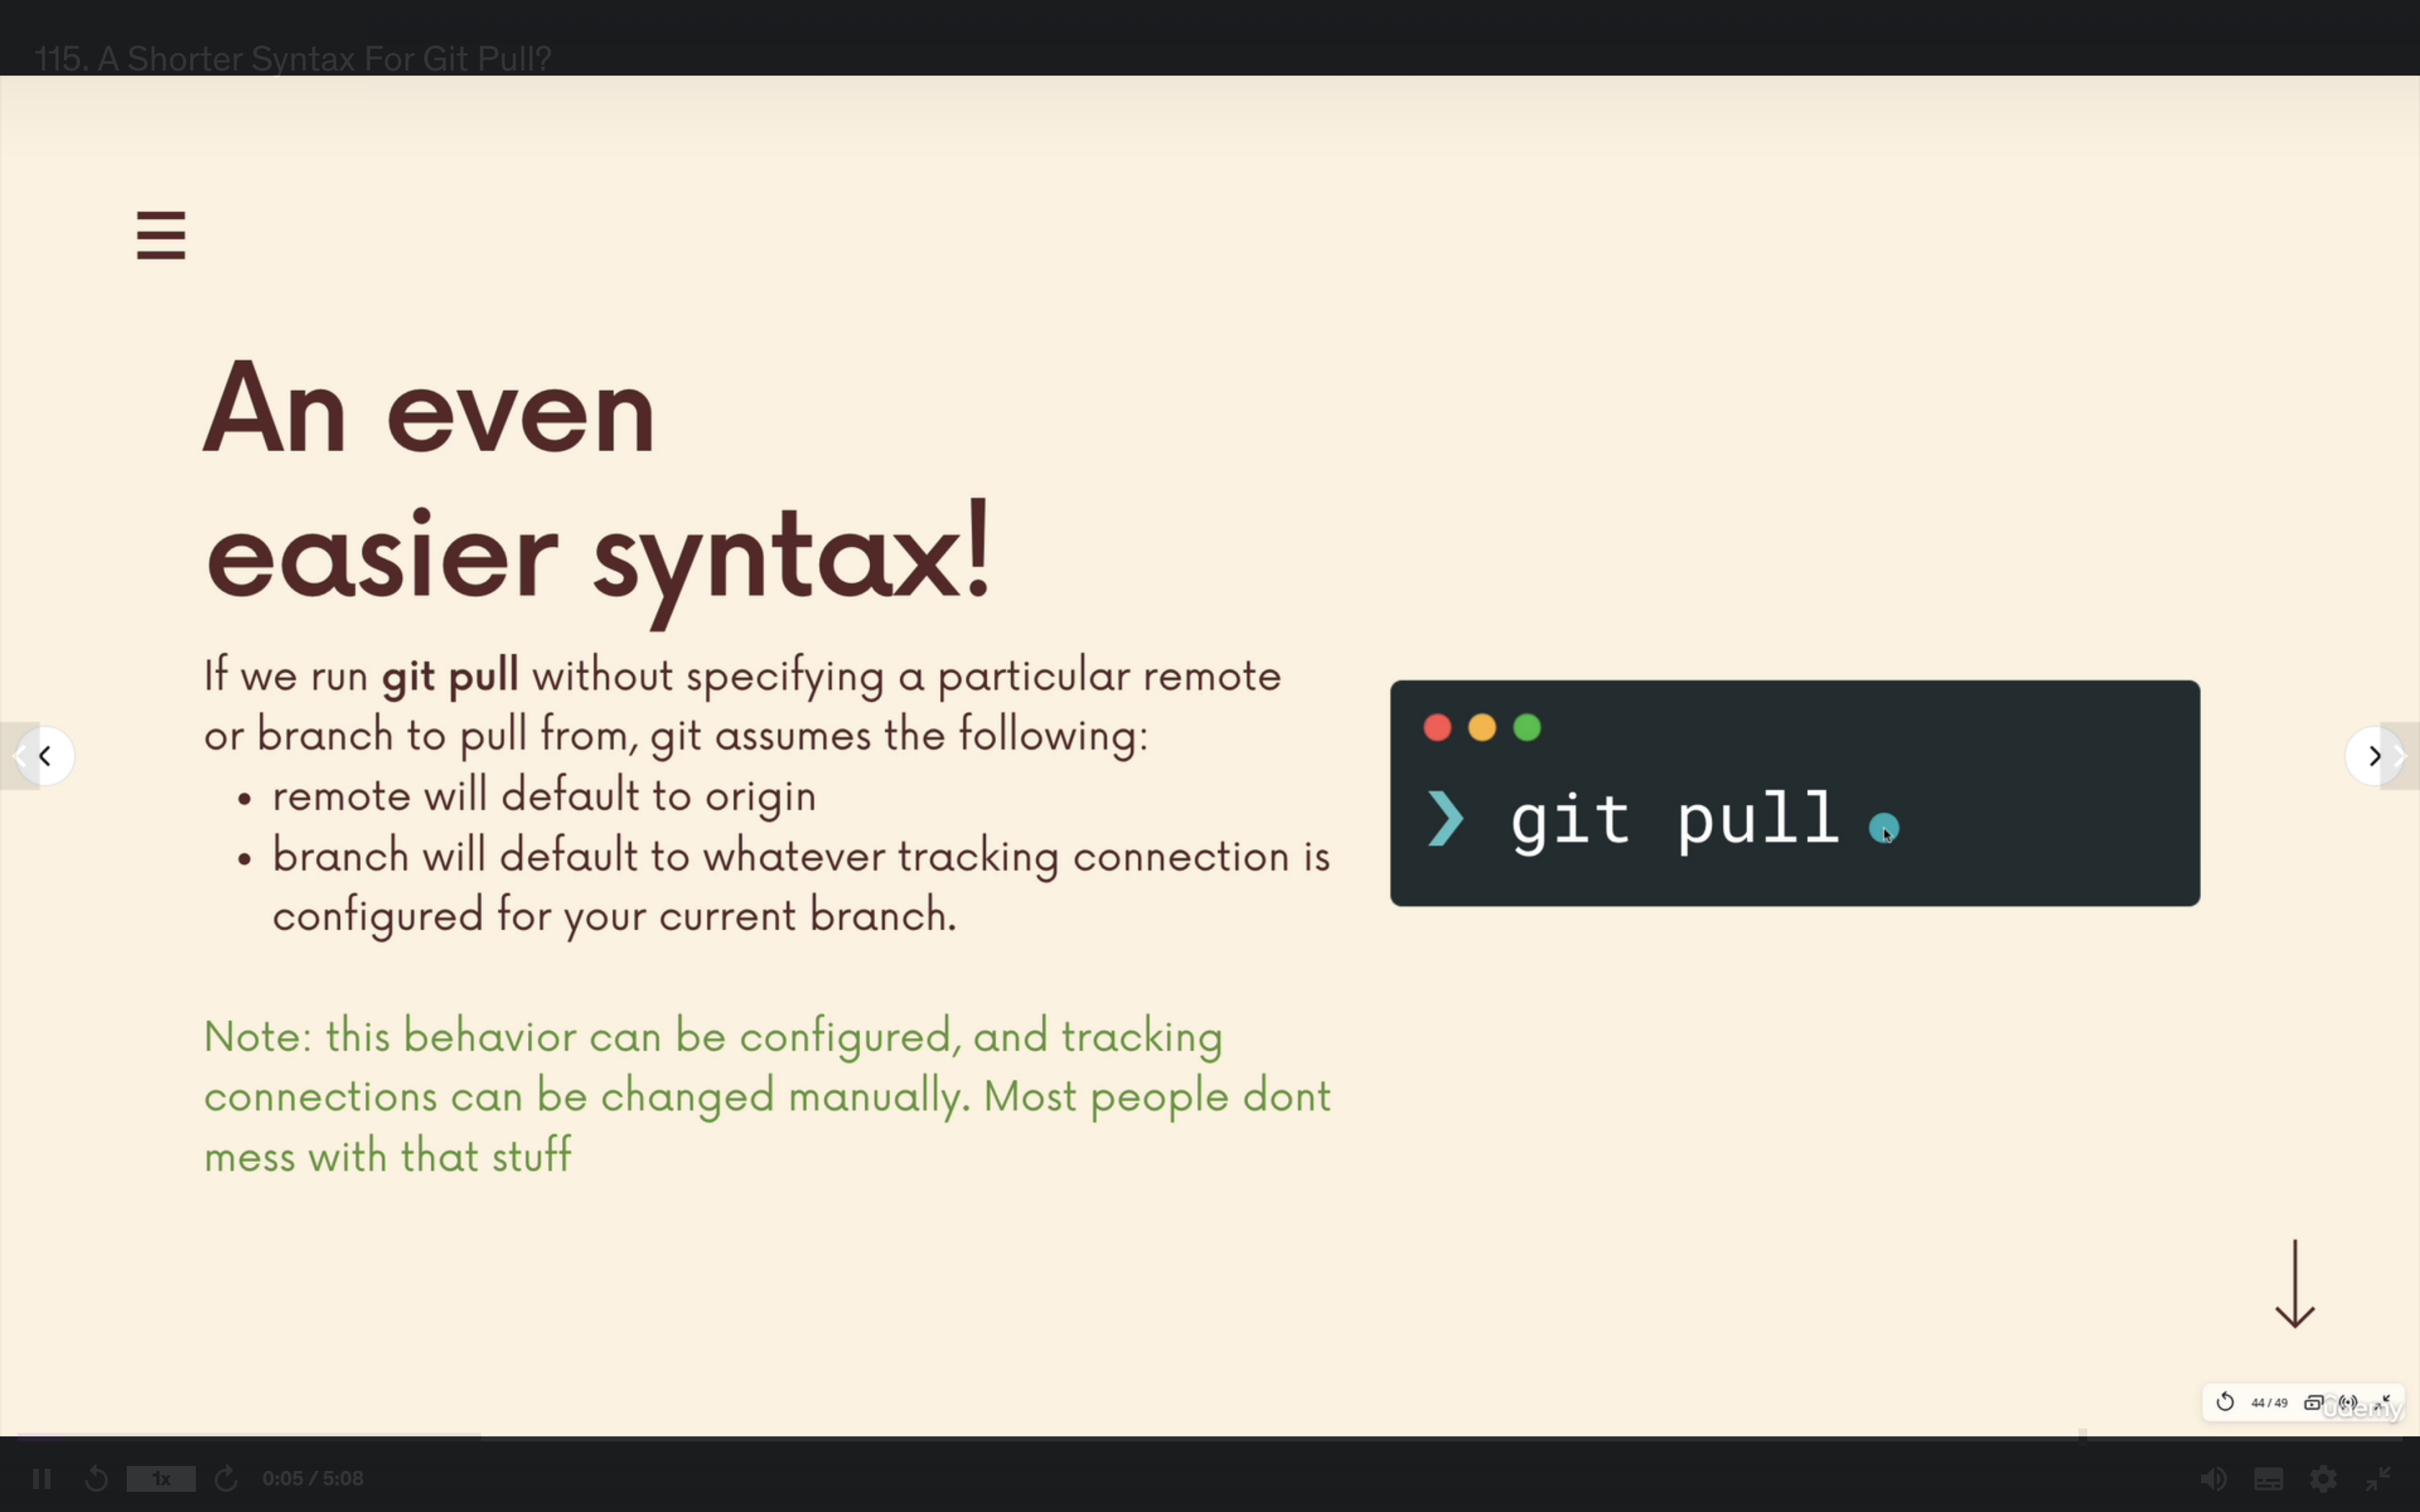 115. A Shorter Syntax For Git Pull?
An even
easier syntax!
If we run git pull without specifying a particular remote
or branch to pull from, git assumes the following:
• remote will default to origin
• branch will default to whatever tracking connection is
configured for your current branch.
Note: this behavior can be configured, and tracking
connections can be changed manually. Most people dont
mess with that stuff
❯ git pull
44 / 49
Udemy
1x
0:05 / 5:08